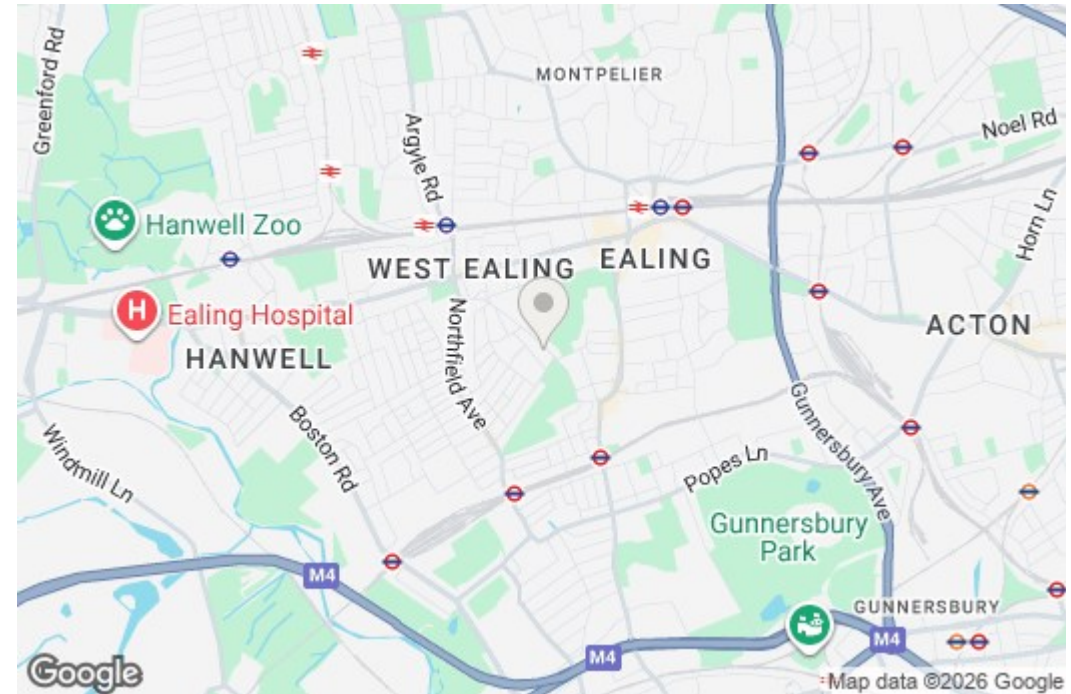 Greenford Rd
MONTPELIER
Argyle Rd
Noel Rd
Horn Ln
Hanwell Zoo
WEST EALING
EALING
H
Ealing Hospital
ACTON
HANWELL
Northfield Ave
Boston Rd
Gunnersbury Ave
Windmill Ln
Popes Ln
Gunnersbury
Park
M4
GUNNERSBURY
M4
M4
Google
Map data ©2026 Google